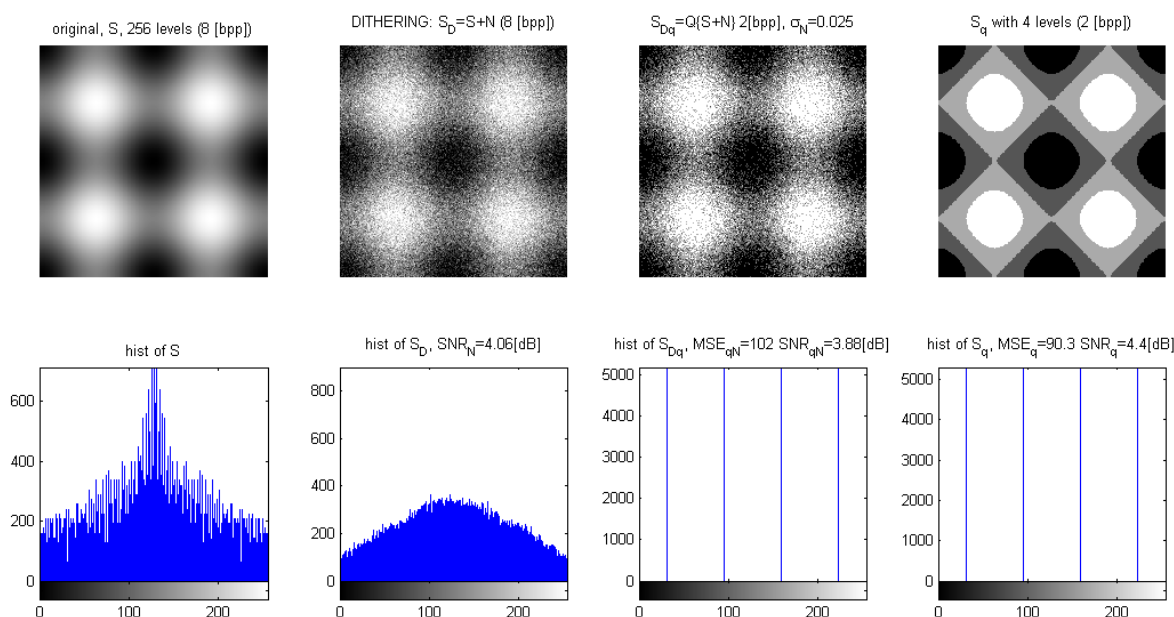 original, S, 256 levels (8 [bpp])
DITHERING: S_D=S+N (8 [bpp])
S_Dq=Q{S+N} 2[bpp], σ_N=0.025
S_q with 4 levels (2 [bpp])
hist of S
600
400
200
0
0 100 200
hist of S_D, SNR_N=4.06[dB]
800
600
400
200
0
0 100 200
hist of S_Dq, MSE_qN=102 SNR_qN=3.88[dB]
5000
4000
3000
2000
1000
0
0 100 200
hist of S_q, MSE_q=90.3 SNR_q=4.4[dB]
5000
4000
3000
2000
1000
0
0 100 200